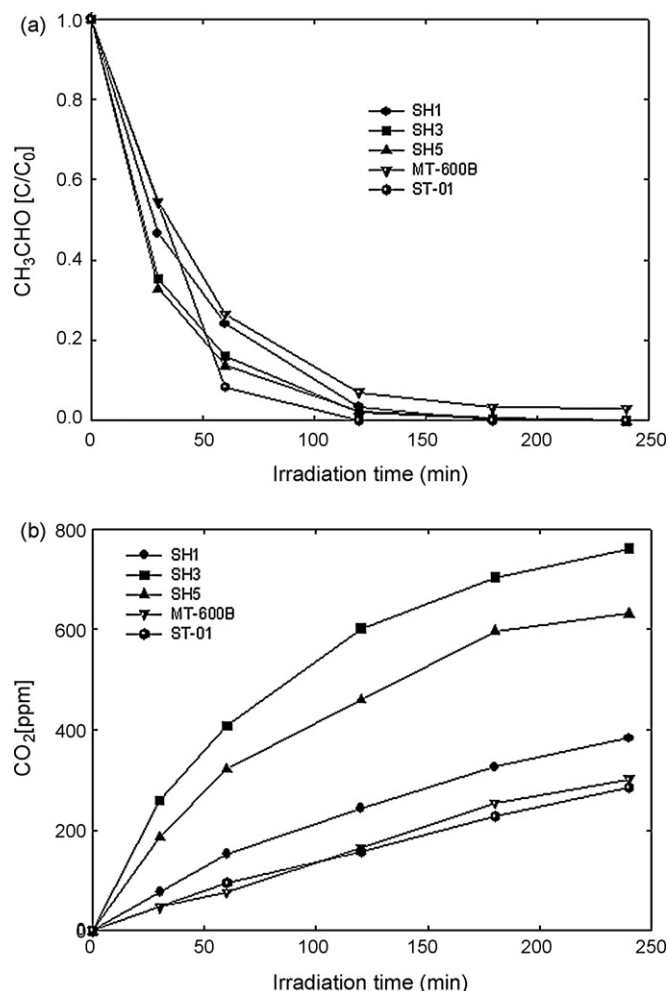 (a)
1.0
0.8
0.6
0.4
0.2
0.0
CH₃CHO [C/C₀]
SH1
SH3
SH5
MT-600B
ST-01
0 50 100 150 200 250
Irradiation time (min)
(b)
800
600
400
200
0
CO₂[ppm]
SH1
SH3
SH5
MT-600B
ST-01
0 50 100 150 200 250
Irradiation time (min)